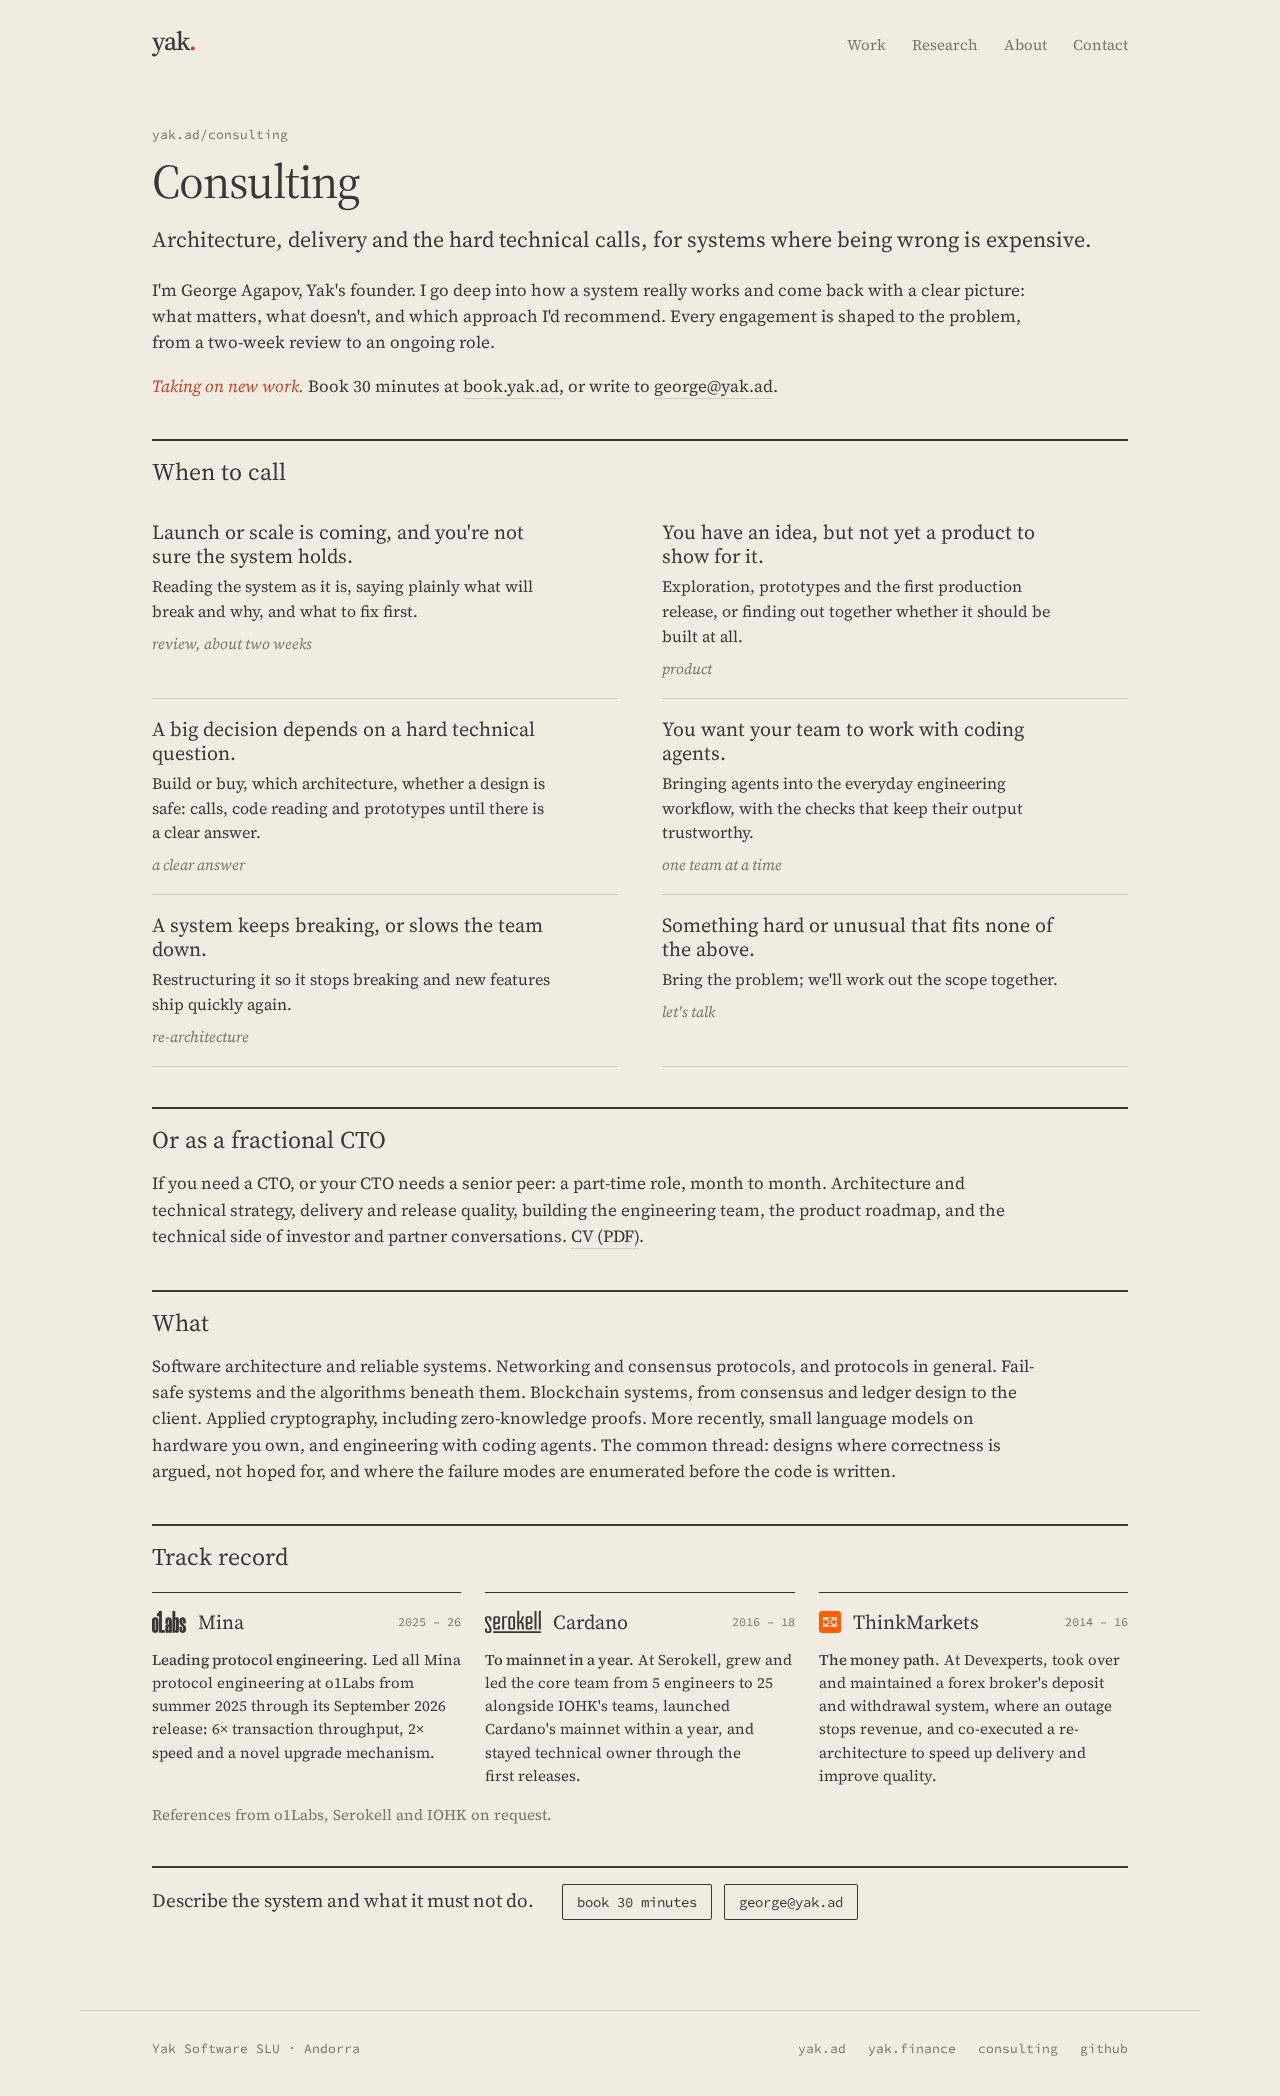 yak.
Work Research About Contact
yak.ad/consulting
Consulting
Architecture, delivery and the hard technical calls, for systems where being wrong is expensive.
I'm George Agapov, Yak's founder. I go deep into how a system really works and come back with a clear picture:
what matters, what doesn't, and which approach I'd recommend. Every engagement is shaped to the problem,
from a two-week review to an ongoing role.
Taking on new work. Book 30 minutes at book.yak.ad, or write to george@yak.ad.
When to call
Launch or scale is coming, and you're not
sure the system holds.
Reading the system as it is, saying plainly what will
break and why, and what to fix first.
review, about two weeks
You have an idea, but not yet a product to
show for it.
Exploration, prototypes and the first production
release, or finding out together whether it should be
built at all.
product
A big decision depends on a hard technical
question.
Build or buy, which architecture, whether a design is
safe: calls, code reading and prototypes until there is
a clear answer.
a clear answer
You want your team to work with coding
agents.
Bringing agents into the everyday engineering
workflow, with the checks that keep their output
trustworthy.
one team at a time
A system keeps breaking, or slows the team
down.
Restructuring it so it stops breaking and new features
ship quickly again.
re-architecture
Something hard or unusual that fits none of
the above.
Bring the problem; we'll work out the scope together.
let's talk
Or as a fractional CTO
If you need a CTO, or your CTO needs a senior peer: a part-time role, month to month. Architecture and
technical strategy, delivery and release quality, building the engineering team, the product roadmap, and the
technical side of investor and partner conversations. CV (PDF).
What
Software architecture and reliable systems. Networking and consensus protocols, and protocols in general. Fail-
safe systems and the algorithms beneath them. Blockchain systems, from consensus and ledger design to the
client. Applied cryptography, including zero-knowledge proofs. More recently, small language models on
hardware you own, and engineering with coding agents. The common thread: designs where correctness is
argued, not hoped for, and where the failure modes are enumerated before the code is written.
Track record
o1Labs Mina 2025 – 26
Leading protocol engineering. Led all Mina
protocol engineering at o1Labs from
summer 2025 through its September 2026
release: 6× transaction throughput, 2×
speed and a novel upgrade mechanism.
serokell Cardano 2016 – 18
To mainnet in a year. At Serokell, grew and
led the core team from 5 engineers to 25
alongside IOHK's teams, launched
Cardano's mainnet within a year, and
stayed technical owner through the
first releases.
ThinkMarkets 2014 – 16
The money path. At Devexperts, took over
and maintained a forex broker's deposit
and withdrawal system, where an outage
stops revenue, and co-executed a re-
architecture to speed up delivery and
improve quality.
References from o1Labs, Serokell and IOHK on request.
Describe the system and what it must not do. book 30 minutes george@yak.ad
Yak Software SLU · Andorra
yak.ad yak.finance consulting github